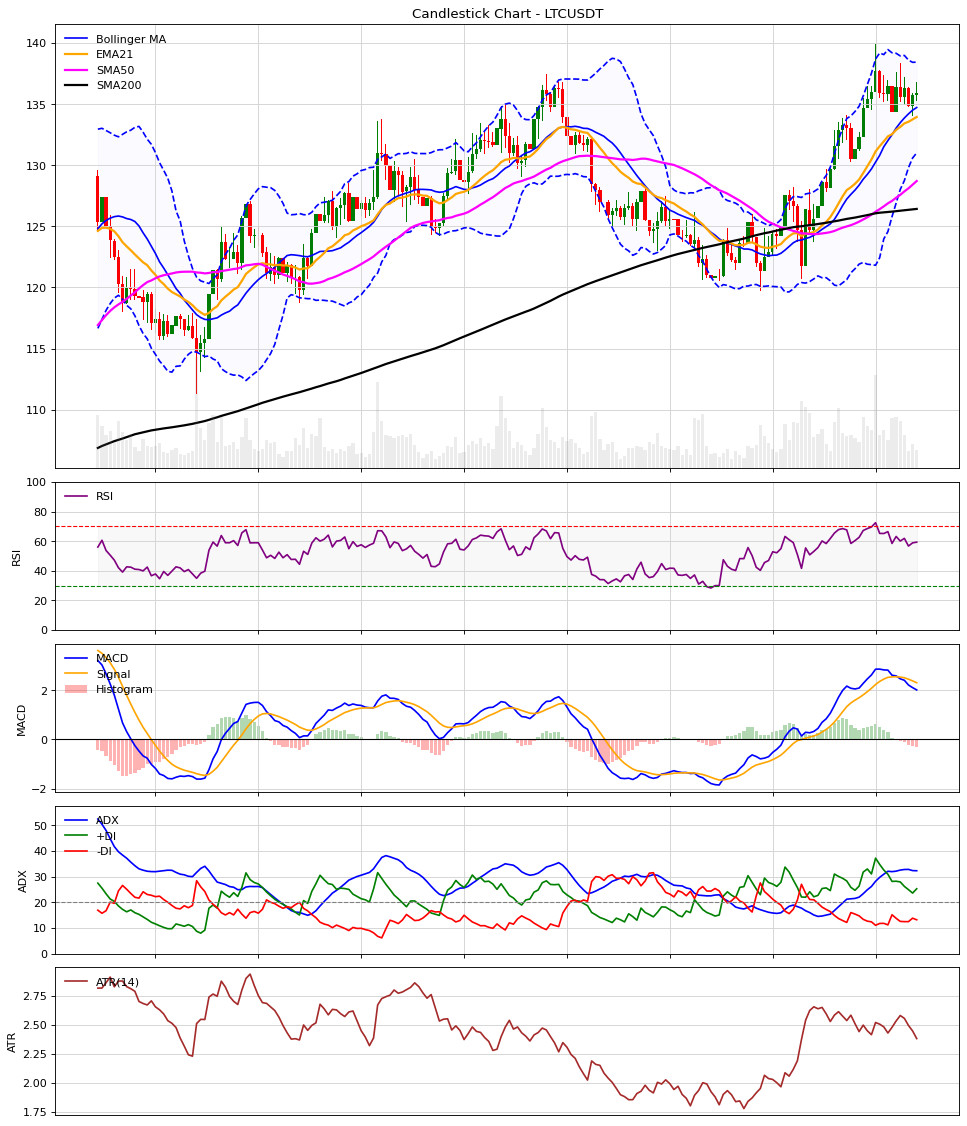 Candlestick Chart - LTCUSDT
Bollinger MA
EMA21
SMA50
SMA200
140
135
130
125
120
115
110
RSI
100
80
60
40
20
0
RSI
MACD
Signal
Histogram
2
0
−2
MACD
ADX
+DI
-DI
50
40
30
20
10
0
ADX
ATR(14)
2.75
2.50
2.25
2.00
1.75
ATR